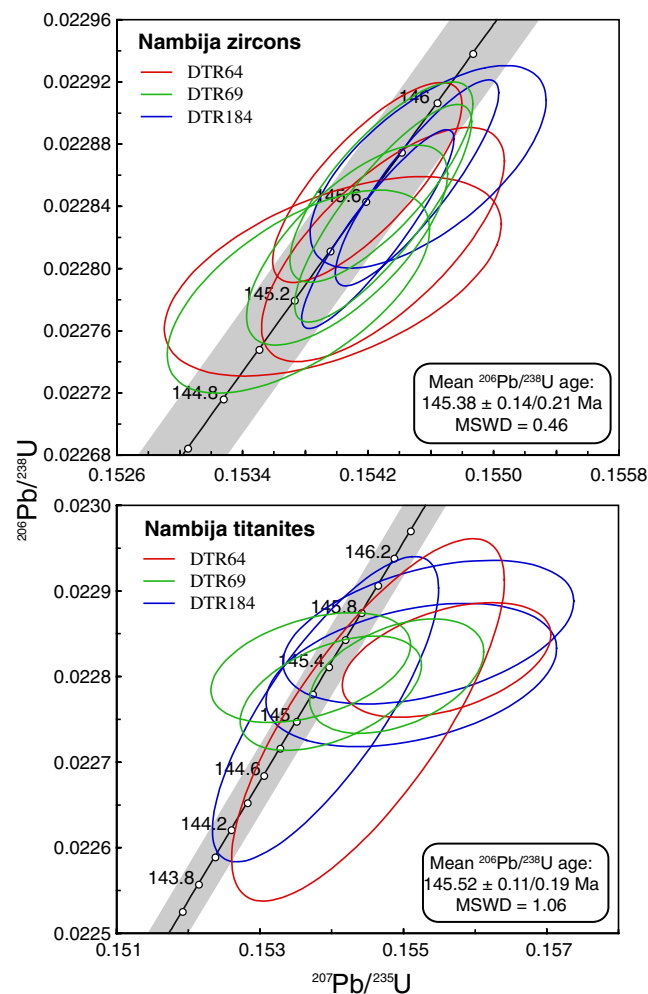 Nambija zircons
DTR64
DTR69
DTR184
0.02296
0.02292
0.02288
0.02284
0.02280
0.02276
0.02272
0.02268
146
145.6
145.2
144.8
Mean ²⁰⁶Pb/²³⁸U age:
145.38 ± 0.14/0.21 Ma
MSWD = 0.46
0.1526 0.1534 0.1542 0.1550 0.1558
²⁰⁶Pb/²³⁸U
Nambija titanites
DTR64
DTR69
DTR184
0.0230
0.0229
0.0228
0.0227
0.0226
0.0225
146.2
145.8
145.4
145
144.6
144.2
143.8
Mean ²⁰⁶Pb/²³⁸U age:
145.52 ± 0.11/0.19 Ma
MSWD = 1.06
0.151 0.153 0.155 0.157
²⁰⁷Pb/²³⁵U